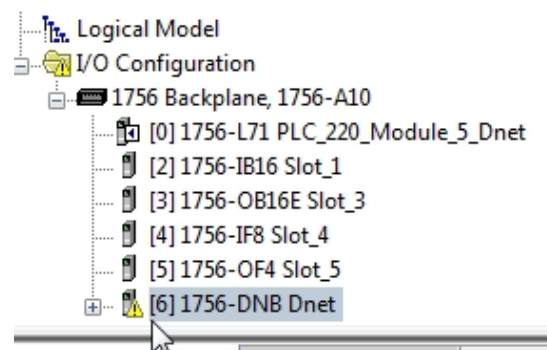 Logical Model
I/O Configuration
1756 Backplane, 1756-A10
[0] 1756-L71 PLC_220_Module_5_Dnet
[2] 1756-IB16 Slot_1
[3] 1756-OB16E Slot_3
[4] 1756-IF8 Slot_4
[5] 1756-OF4 Slot_5
[6] 1756-DNB Dnet